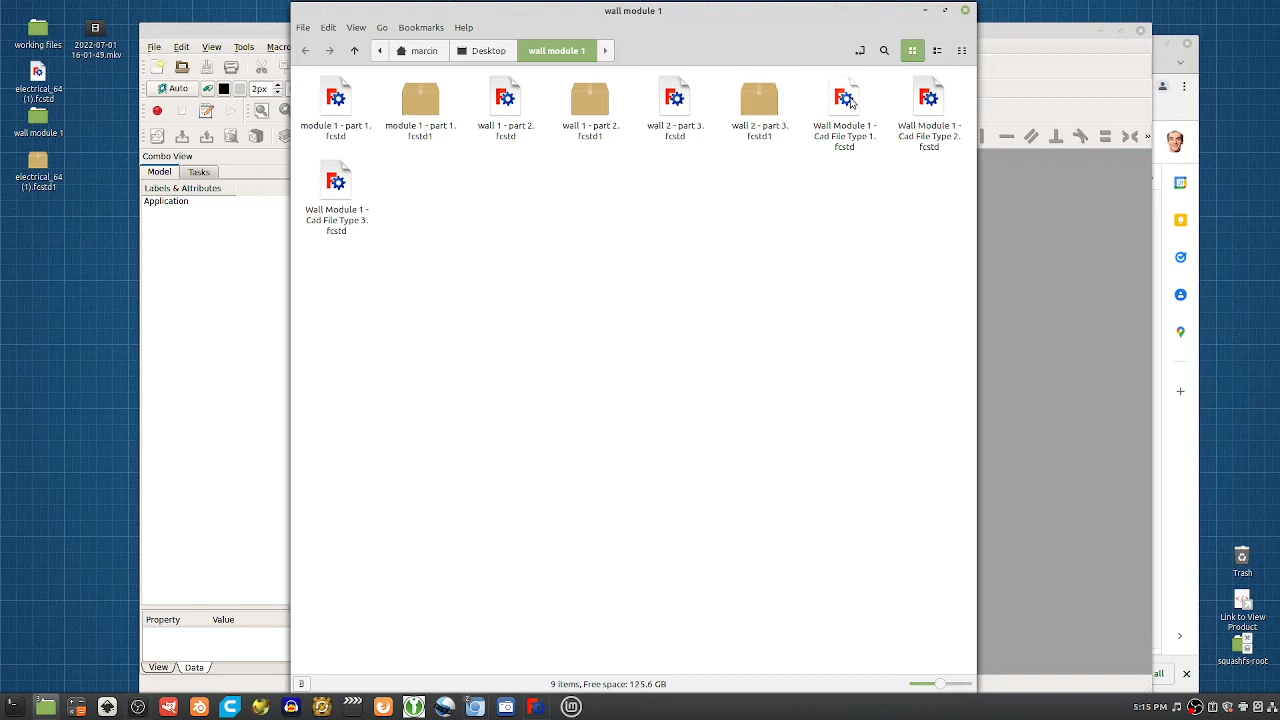 wall module 1
File Edit View Go Bookmarks Help
marcin Desktop wall module 1
working files
2022-07-01
16-01-49.mkv
electrical_64
(1).fcstd
wall module 1
electrical_64
(1).fcstd1
File Edit View Tools Macro
Auto 2px
Combo View
Model Tasks
Labels & Attributes
Application
Property Value
View Data
module 1 - part 1.
fcstd
module 1 - part 1.
fcstd1
wall 1 - part 2.
fcstd
wall 1 - part 2.
fcstd1
wall 2 - part 3.
fcstd
wall 2 - part 3.
fcstd1
Wall Module 1 -
Cad File Type 1.
fcstd
Wall Module 1 -
Cad File Type 2.
fcstd
Wall Module 1 -
Cad File Type 3.
fcstd
9 items, Free space: 125.6 GB
Trash
Link to View
Product
squashfs-root
all
5:15 PM